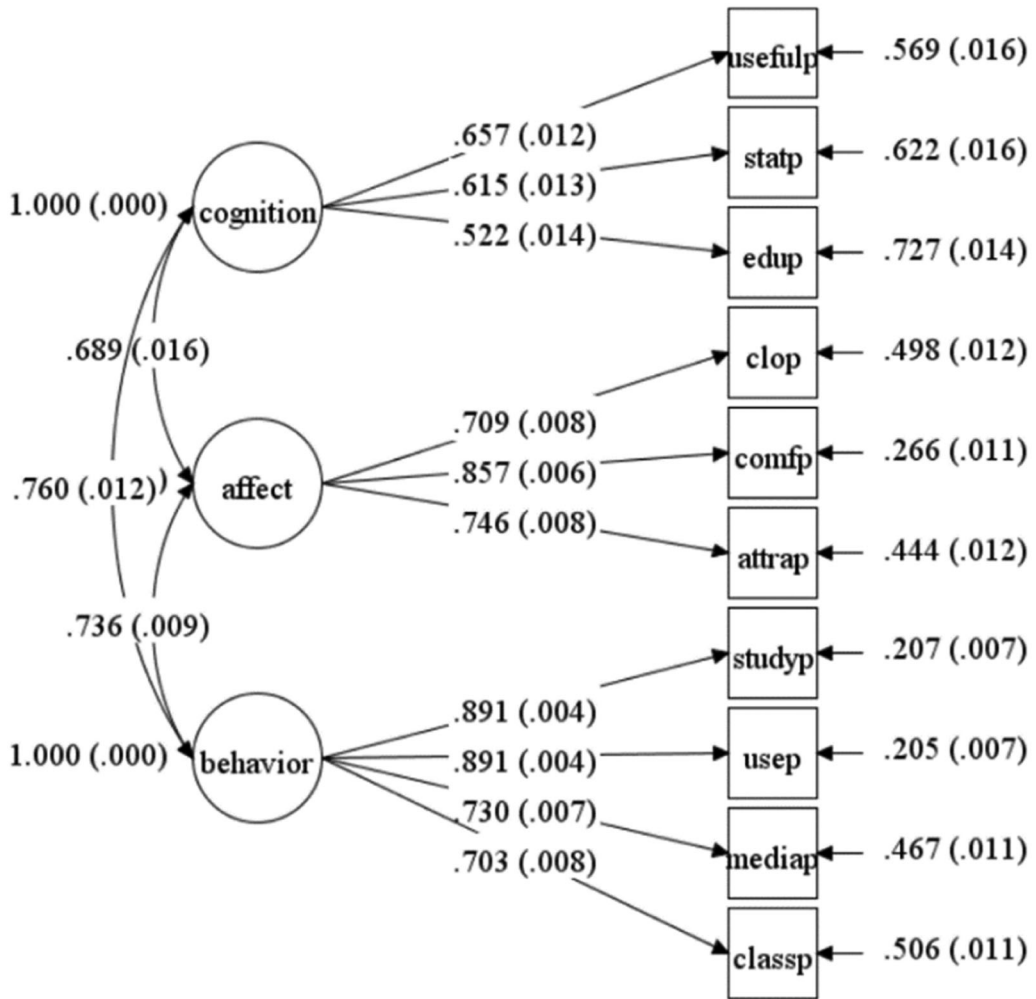 usefulp
.569 (.016)
.657 (.012)
statp
.622 (.016)
1.000 (.000)
cognition
.615 (.013)
.522 (.014)
edup
.727 (.014)
.689 (.016)
clop
.498 (.012)
.709 (.008)
comfp
.266 (.011)
.760 (.012))
affect
.857 (.006)
.746 (.008)
attrap
.444 (.012)
.736 (.009)
studyp
.207 (.007)
.891 (.004)
1.000 (.000)
behavior
.891 (.004)
usep
.205 (.007)
.730 (.007)
mediap
.467 (.011)
.703 (.008)
classp
.506 (.011)